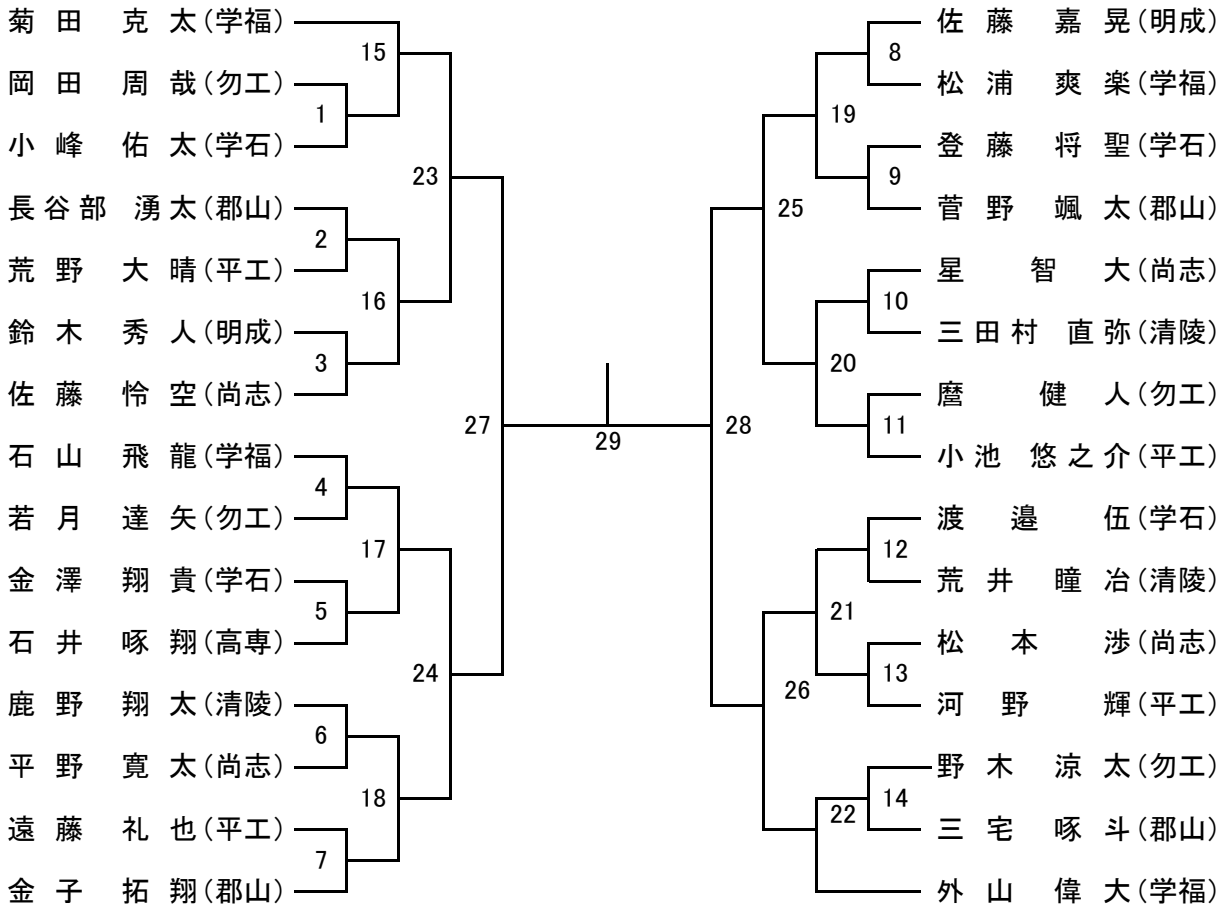 菊田 克太(学福)
岡田 周哉(勿工)
小峰 佑太(学石)
長谷部 湧太(郡山)
荒野 大晴(平工)
鈴木 秀人(明成)
佐藤 怜空(尚志)
石山 飛龍(学福)
若月 達矢(勿工)
金澤 翔貴(学石)
石井 啄翔(高専)
鹿野 翔太(清陵)
平野 寛太(尚志)
遠藤 礼也(平工)
金子 拓翔(郡山)
1
2
3
4
5
6
7
15
16
17
18
23
24
27
29
28
25
26
19
20
21
22
8
9
10
11
12
13
14
佐藤 嘉晃(明成)
松浦 爽楽(学福)
登藤 将聖(学石)
菅野 颯太(郡山)
星 智大(尚志)
三田村 直弥(清陵)
麿 健人(勿工)
小池 悠之介(平工)
渡邉 伍(学石)
荒井 瞳冶(清陵)
松本 渉(尚志)
河野 輝(平工)
野木 涼太(勿工)
三宅 啄斗(郡山)
外山 偉大(学福)